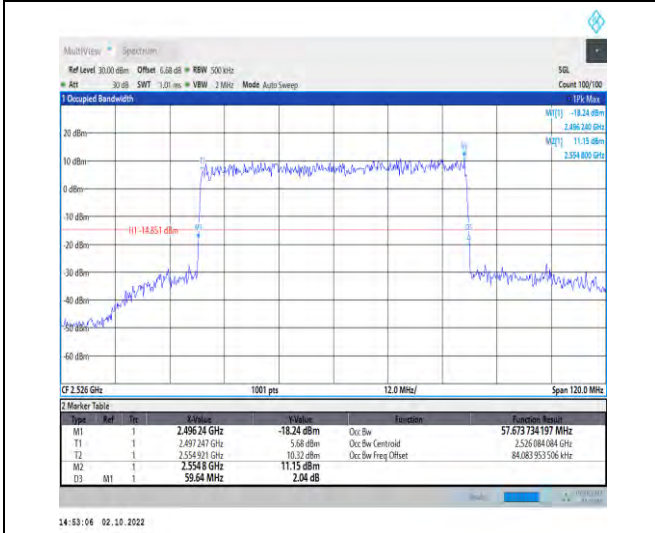 MultiView Spectrum
Ref Level 30.00 dBm Offset 6.68 dB RBW 500 kHz SGL
Att 30 dB SWT 1.01 ms VBW 2 MHz Mode Auto Sweep Count 100/100
1 Occupied Bandwidth 1Pk Max
M1[1] -18.24 dBm
2.496 240 GHz
M2[1] 11.15 dBm
2.554 800 GHz
20 dBm
10 dBm
0 dBm
-10 dBm
H1 -14.851 dBm
-20 dBm
-30 dBm
-40 dBm
-50 dBm
-60 dBm
T1
M2
M1
D3
CF 2.526 GHz 1001 pts 12.0 MHz/ Span 120.0 MHz
2 Marker Table
Type Ref Trc X-Value Y-Value Function Function Result
M1 1 2.496 24 GHz -18.24 dBm Occ Bw 57.673 734 197 MHz
T1 1 2.497 247 GHz 5.68 dBm Occ Bw Centroid 2.526 084 084 GHz
T2 1 2.554 921 GHz 10.32 dBm Occ Bw Freq Offset 84.083 953 506 kHz
M2 1 2.554 8 GHz 11.15 dBm
D3 M1 1 59.64 MHz 2.04 dB
14:53:06 02.10.2022